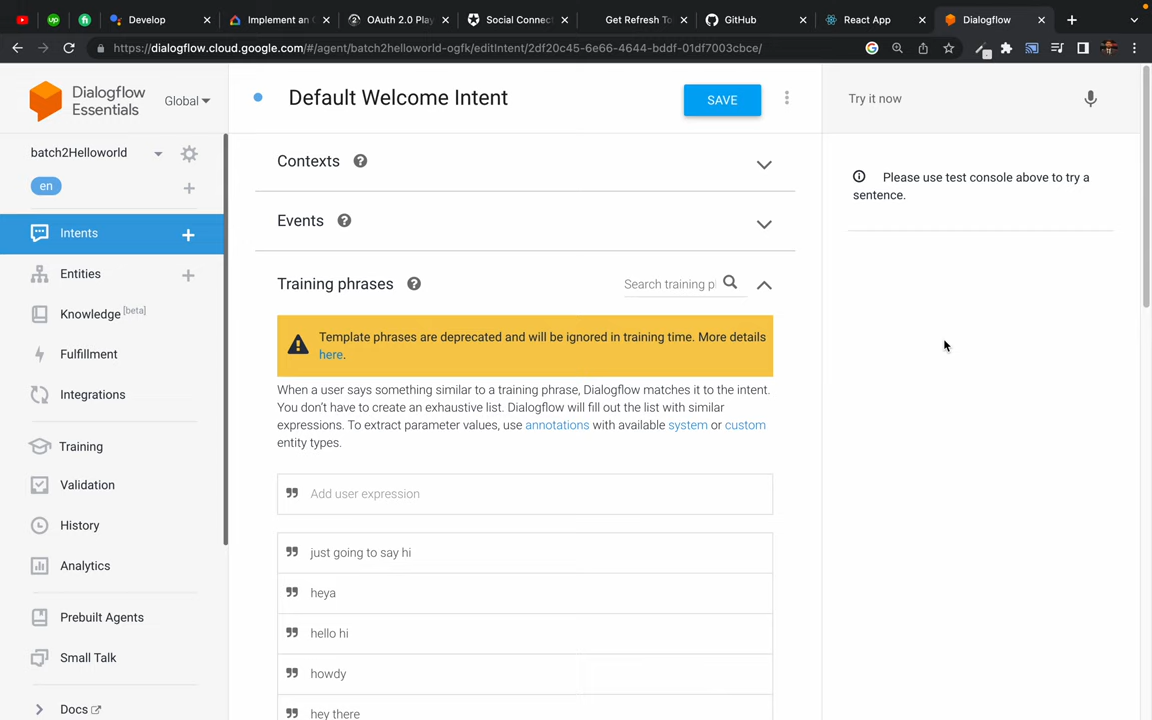 Develop
Implement an
OAuth 2.0 Play
Social Connec
Get Refresh To
GitHub
React App
Dialogflow
https://dialogflow.cloud.google.com/#/agent/batch2helloworld-ogfk/editIntent/2df20c45-6e66-4644-bddf-01df7003cbce/
Dialogflow
Essentials
Global
batch2Helloworld
en
Intents
Entities
Knowledge [beta]
Fulfillment
Integrations
Training
Validation
History
Analytics
Prebuilt Agents
Small Talk
Docs
Default Welcome Intent
SAVE
Contexts
Events
Training phrases
Search training p
Template phrases are deprecated and will be ignored in training time. More details
here.
When a user says something similar to a training phrase, Dialogflow matches it to the intent.
You don't have to create an exhaustive list. Dialogflow will fill out the list with similar
expressions. To extract parameter values, use annotations with available system or custom
entity types.
Add user expression
just going to say hi
heya
hello hi
howdy
hey there
Try it now
Please use test console above to try a
sentence.